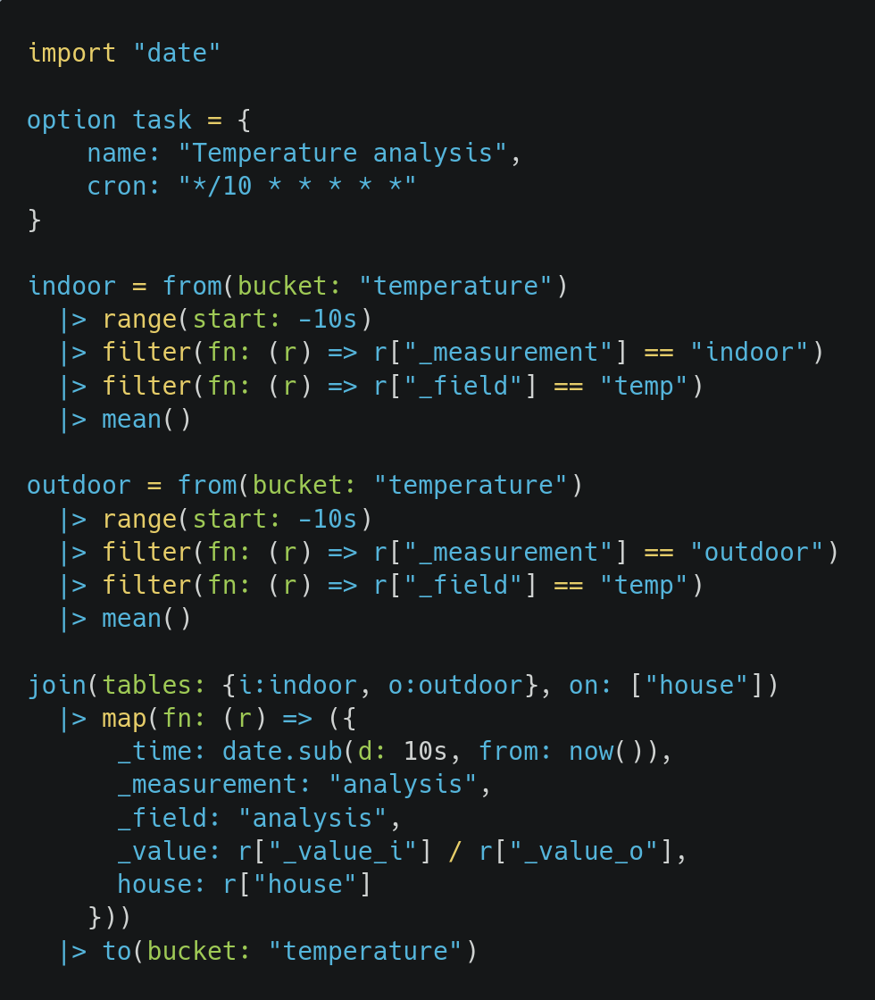 import "date"

option task = {
    name: "Temperature analysis",
    cron: "*/10 * * * * *"
}

indoor = from(bucket: "temperature")
  |> range(start: -10s)
  |> filter(fn: (r) => r["_measurement"] == "indoor")
  |> filter(fn: (r) => r["_field"] == "temp")
  |> mean()

outdoor = from(bucket: "temperature")
  |> range(start: -10s)
  |> filter(fn: (r) => r["_measurement"] == "outdoor")
  |> filter(fn: (r) => r["_field"] == "temp")
  |> mean()

join(tables: {i:indoor, o:outdoor}, on: ["house"])
  |> map(fn: (r) => ({
      _time: date.sub(d: 10s, from: now()),
      _measurement: "analysis",
      _field: "analysis",
      _value: r["_value_i"] / r["_value_o"],
      house: r["house"]
    }))
  |> to(bucket: "temperature")